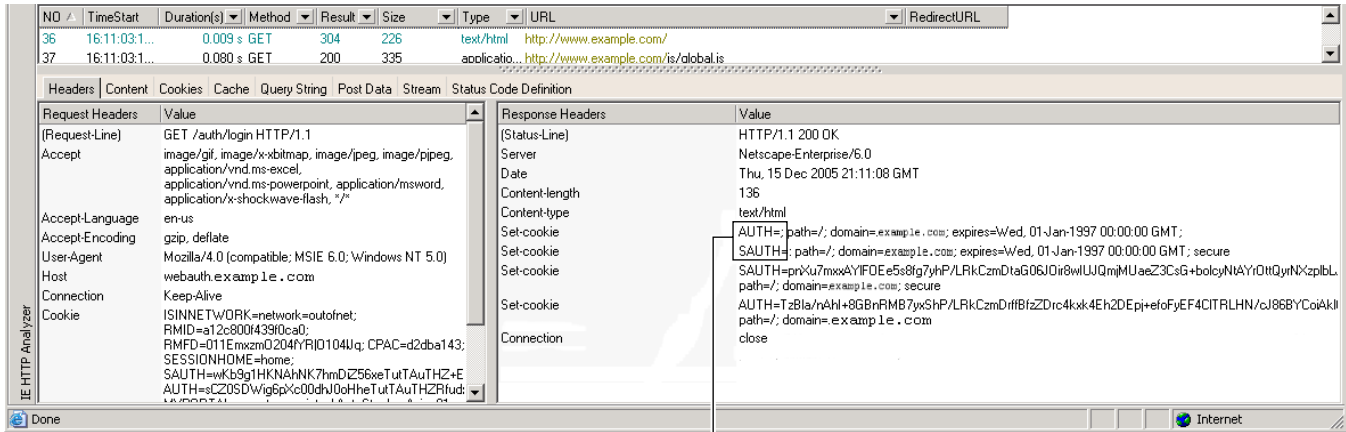 NO TimeStart Duration(s) Method Result Size Type URL RedirectURL
36 16:11:03:1... 0.009 s GET 304 226 text/html http://www.example.com/
37 16:11:03:1... 0.080 s GET 200 335 applicatio... http://www.example.com/js/global.js
Headers Content Cookies Cache Query String Post Data Stream Status Code Definition
Request Headers Value
(Request-Line) GET /auth/login HTTP/1.1
Accept image/gif, image/x-xbitmap, image/jpeg, image/pjpeg,
application/vnd.ms-excel,
application/vnd.ms-powerpoint, application/msword,
application/x-shockwave-flash, */*
Accept-Language en-us
Accept-Encoding gzip, deflate
User-Agent Mozilla/4.0 (compatible; MSIE 6.0; Windows NT 5.0)
Host webauth.example.com
Connection Keep-Alive
Cookie ISINNETWORK=network=outofnet;
RMID=a12c800f439f0ca0;
CPAC=d2dba143;
SESSIONHOME=home;
Response Headers Value
(Status-Line) HTTP/1.1 200 OK
Server Netscape-Enterprise/6.0
Date Thu, 15 Dec 2005 21:11:08 GMT
Content-length 136
Content-type text/html
Set-cookie AUTH=; path=/; domain=.example.com; expires=Wed, 01-Jan-1997 00:00:00 GMT;
Set-cookie SAUTH=; path=/; domain=example.com; expires=Wed, 01-Jan-1997 00:00:00 GMT; secure
Set-cookie
path=/; domain=example.com; secure
Set-cookie
path=/; domain=.example.com
Connection close
IE HTTP Analyzer
Done Internet